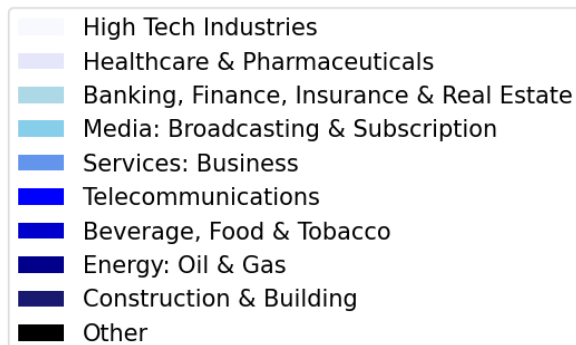 High Tech Industries
Healthcare & Pharmaceuticals
Banking, Finance, Insurance & Real Estate
Media: Broadcasting & Subscription
Services: Business
Telecommunications
Beverage, Food & Tobacco
Energy: Oil & Gas
Construction & Building
Other